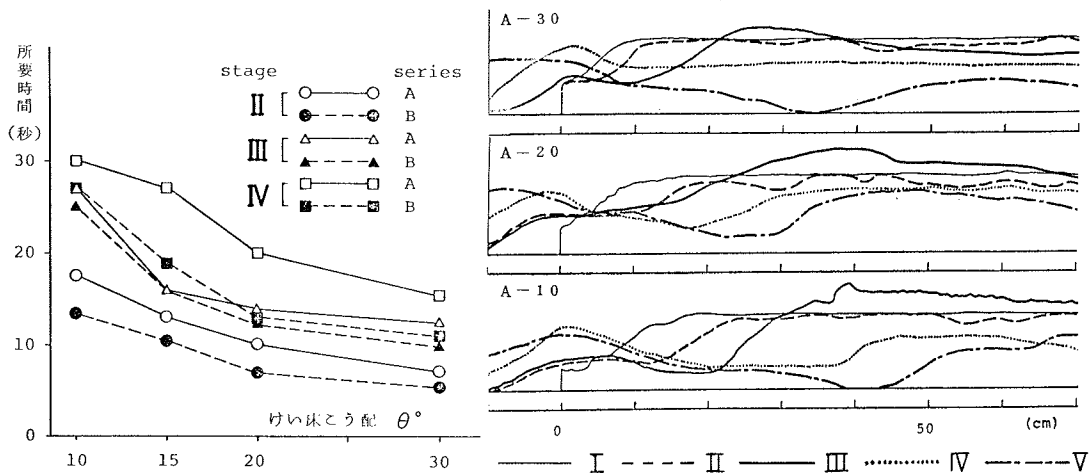 所要時間
(秒)
30
20
10
0
10
15
20
30
けい床こう配 θ°
stage series
II A
B
III A
B
IV A
B
A-30
A-20
A-10
0 50 (cm)
I II III IV V